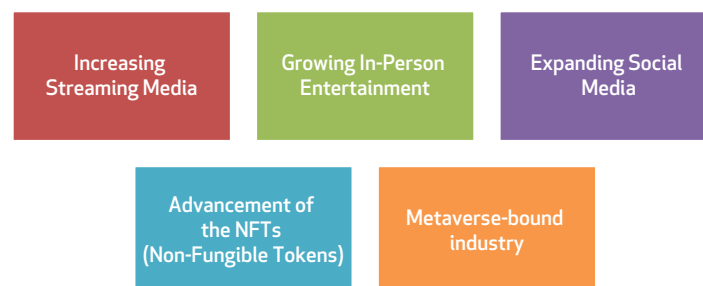 Increasing
Streaming Media
Growing In-Person
Entertainment
Expanding Social
Media
Advancement of
the NFTs
(Non-Fungible Tokens)
Metaverse-bound
industry